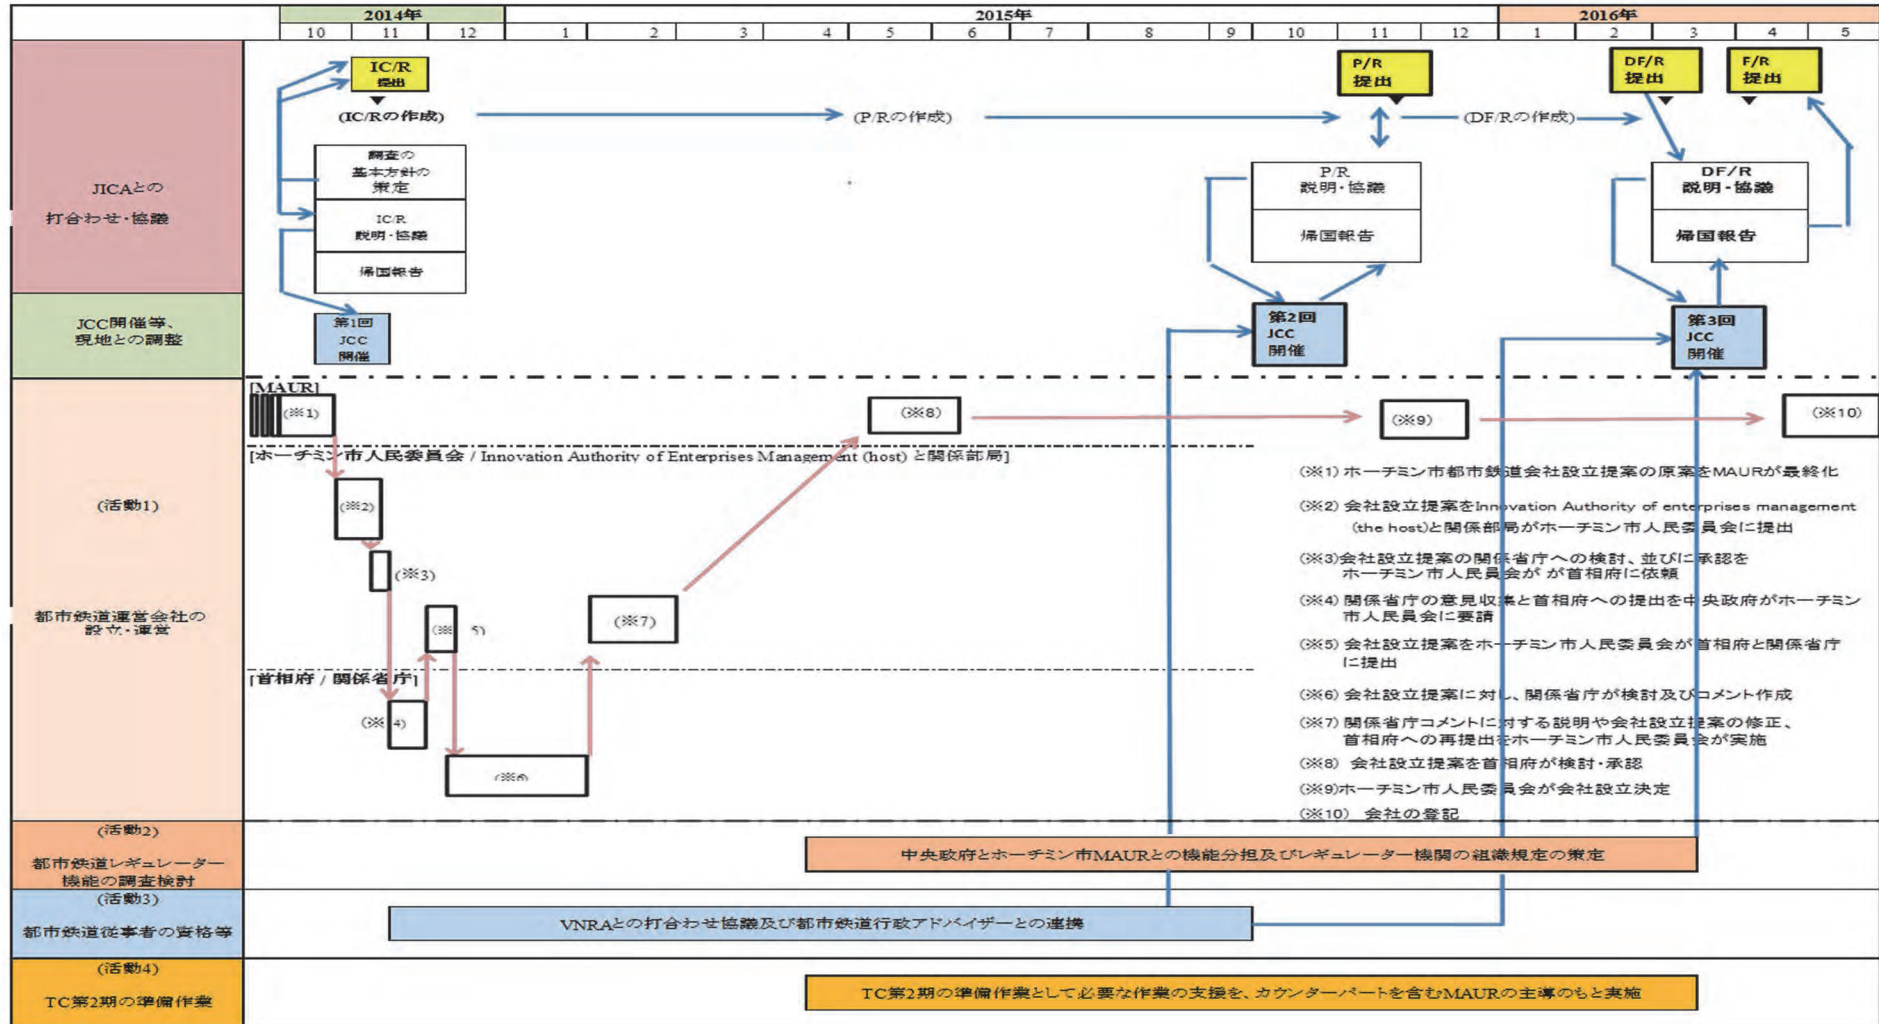 2014年 2015年 2016年
10 11 12 1 2 3 4 5 6 7 8 9 10 11 12 1 2 3 4 5
JICAとの
打合わせ・協議
IC/R
提出
(IC/Rの作成)
(P/Rの作成)
P/R
提出
(DF/Rの作成)
DF/R
提出
F/R
提出
調査の
基本方針の
策定
IC/R
説明・協議
帰国報告
P/R
説明・協議
帰国報告
DF/R
説明・協議
帰国報告
JCC開催等、
現地との調整
第1回
JCC
開催
第2回
JCC
開催
第3回
JCC
開催
(活動1)
都市鉄道運営会社の
設立・運営
[MAUR]
(※1)
(※8)
(※9)
(※10)
[ホーチミン市人民委員会 / Innovation Authority of Enterprises Management (host) と関係部局]
(※2)
(※3)
(※ 5)
(※7)
[首相府 / 関係省庁]
(※ 4)
(※6)
(※1) ホーチミン市都市鉄道会社設立提案の原案をMAURが最終化
(※2) 会社設立提案をInnovation Authority of enterprises management
(the host)と関係部局がホーチミン市人民委員会に提出
(※3)会社設立提案の関係省庁への検討、並びに承認を
ホーチミン市人民員会が が首相府に依頼
(※4) 関係省庁の意見収集と首相府への提出を中央政府がホーチミン
市人民員会に要請
(※5) 会社設立提案をホーチミン市人民委員会が首相府と関係省庁
に提出
(※6) 会社設立提案に対し、関係省庁が検討及びコメント作成
(※7) 関係省庁コメントに対する説明や会社設立提案の修正、
首相府への再提出をホーチミン市人民委員会が実施
(※8) 会社設立提案を首相府が検討・承認
(※9)ホーチミン市人民委員会が会社設立決定
(※10) 会社の登記
(活動2)
都市鉄道レギュレーター
機能の調査検討
中央政府とホーチミン市MAURとの機能分担及びレギュレーター機関の組織規定の策定
(活動3)
都市鉄道従事者の資格等
VNRAとの打合わせ協議及び都市鉄道行政アドバイザーとの連携
(活動4)
TC第2期の準備作業
TC第2期の準備作業として必要な作業の支援を、カウンターパートを含むMAURの主導のもと実施